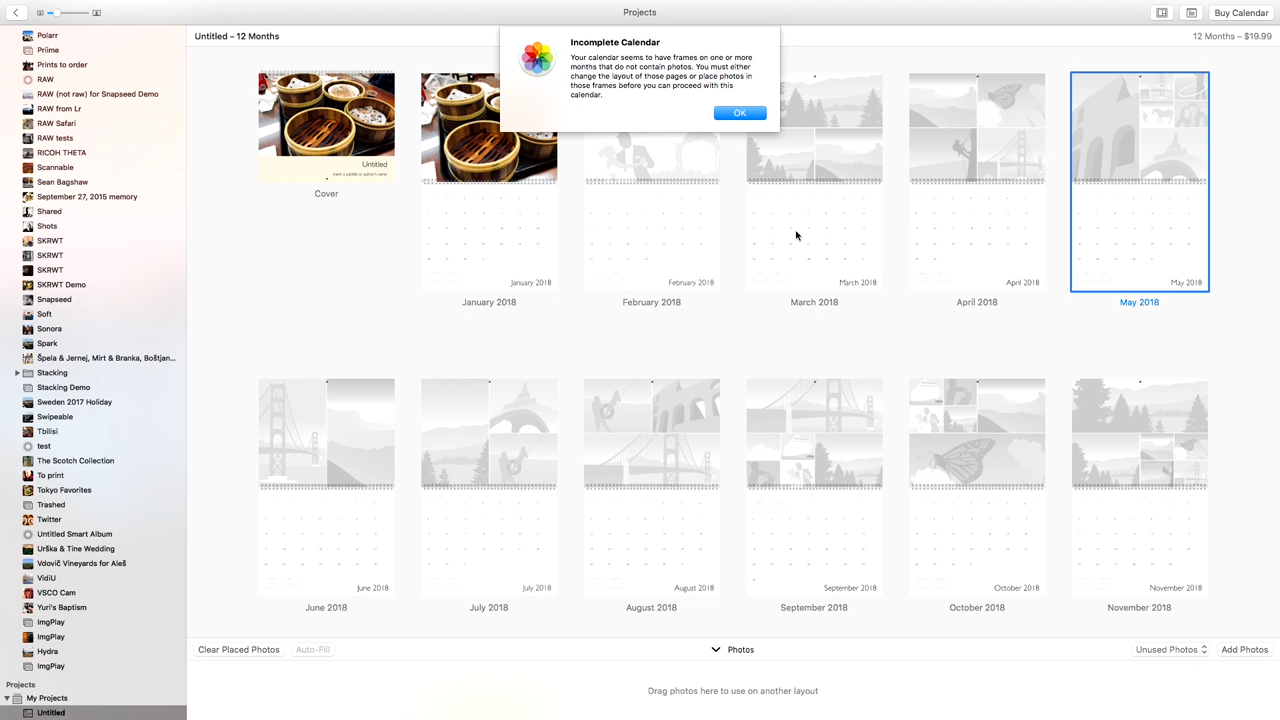 Projects
Buy Calendar
Untitled – 12 Months
12 Months – $19.99
Incomplete Calendar
Your calendar seems to have frames on one or more
months that do not contain photos. You must either
change the layout of those pages or place photos in
those frames before you can proceed with this
calendar.
OK
Polarr
Priime
Prints to order
RAW
RAW (not raw) for Snapseed Demo
RAW from Lr
RAW Safari
RAW tests
RICOH THETA
Scannable
Sean Bagshaw
September 27, 2015 memory
Shared
Shots
SKRWT
SKRWT
SKRWT
SKRWT Demo
Snapseed
Soft
Sonora
Spark
Špela & Jernej, Mirt & Branka, Boštjan...
Stacking
Stacking Demo
Sweden 2017 Holiday
Swipeable
Tbilisi
test
The Scotch Collection
To print
Tokyo Favorites
Trashed
Twitter
Untitled Smart Album
Urška & Tine Wedding
Vdovič Vineyards for Aleš
VidiU
VSCO Cam
Yuri's Baptism
ImgPlay
ImgPlay
Hydra
ImgPlay
Projects
My Projects
Untitled
Untitled
Insert a subtitle or author's name
Cover
January 2018
February 2018
March 2018
April 2018
May 2018
January 2018
February 2018
March 2018
April 2018
May 2018
June 2018
July 2018
August 2018
September 2018
October 2018
November 2018
June 2018
July 2018
August 2018
September 2018
October 2018
November 2018
Clear Placed Photos
Auto-Fill
Photos
Unused Photos
Add Photos
Drag photos here to use on another layout